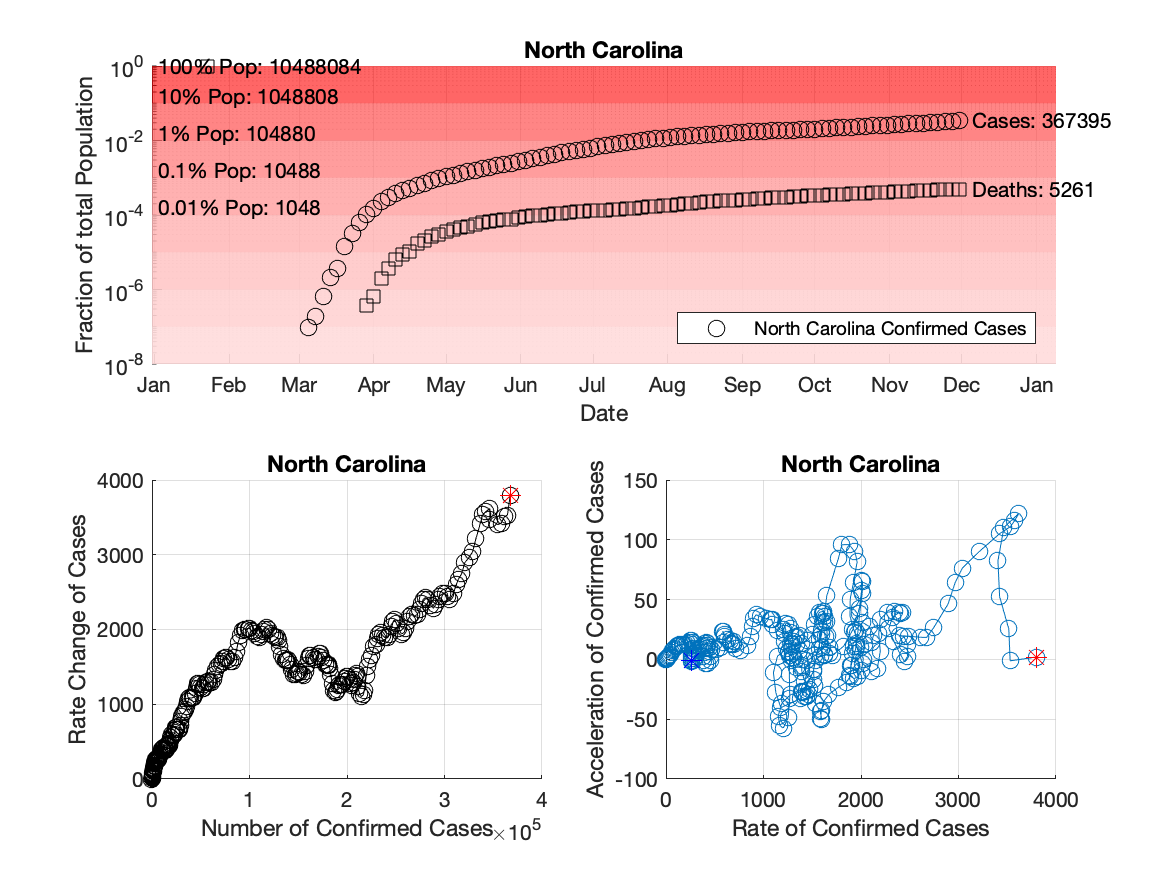 North Carolina
Fraction of total Population
10^0
10^-2
10^-4
10^-6
10^-8
100% Pop: 10488084
10% Pop: 1048808
1% Pop: 104880
0.1% Pop: 10488
0.01% Pop: 1048
Cases: 367395
Deaths: 5261
North Carolina Confirmed Cases
Jan Feb Mar Apr May Jun Jul Aug Sep Oct Nov Dec Jan
Date
North Carolina
Rate Change of Cases
4000
3000
2000
1000
0
0 1 2 3 4
Number of Confirmed Cases ×10^5
North Carolina
Acceleration of Confirmed Cases
150
100
50
0
-50
-100
0 1000 2000 3000 4000
Rate of Confirmed Cases